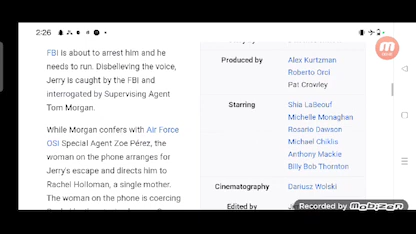 2:26
FBI is about to arrest him and he
needs to run. Disbelieving the voice,
Jerry is caught by the FBI and
interrogated by Supervising Agent
Tom Morgan.
While Morgan confers with Air Force
OSI Special Agent Zoe Pérez, the
woman on the phone arranges for
Jerry's escape and directs him to
Rachel Holloman, a single mother.
The woman on the phone is coercing
Produced by
Alex Kurtzman
Roberto Orci
Pat Crowley
Starring
Shia LaBeouf
Michelle Monaghan
Rosario Dawson
Michael Chiklis
Anthony Mackie
Billy Bob Thornton
Cinematography
Dariusz Wolski
Edited by
Recorded by Mobizen